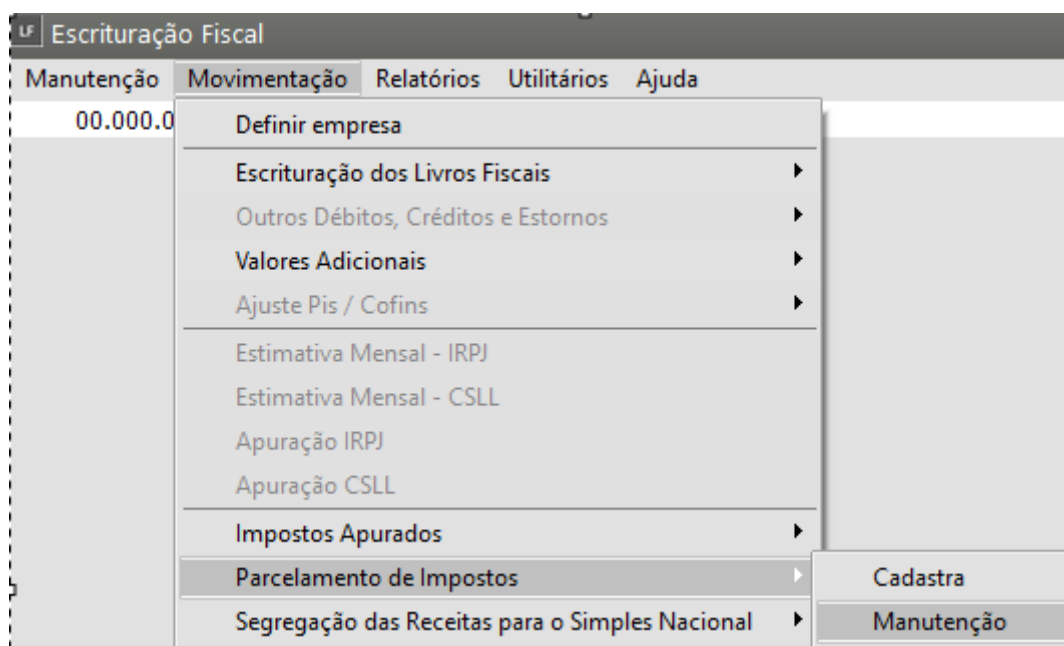 LF Escrituração Fiscal
Manutenção Movimentação Relatórios Utilitários Ajuda
00.000.0
Definir empresa
Escrituração dos Livros Fiscais
Outros Débitos, Créditos e Estornos
Valores Adicionais
Ajuste Pis / Cofins
Estimativa Mensal - IRPJ
Estimativa Mensal - CSLL
Apuração IRPJ
Apuração CSLL
Impostos Apurados
Parcelamento de Impostos
Cadastra
Segregação das Receitas para o Simples Nacional
Manutenção